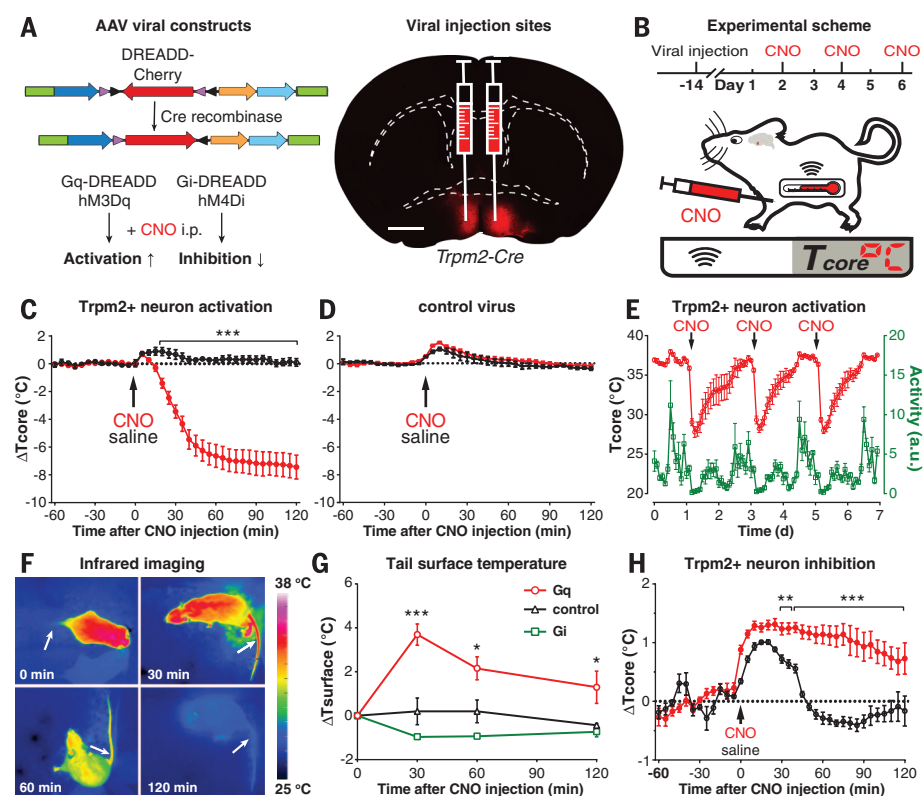 A
AAV viral constructs
DREADD-
Cherry
Cre recombinase
Gq-DREADD
hM3Dq
Gi-DREADD
hM4Di
+ CNO i.p.
Activation ↑
Inhibition ↓
Viral injection sites
Trpm2-Cre
B
Experimental scheme
Viral injection
CNO
CNO
CNO
-14
Day 1
2
3
4
5
6
CNO
Tcore °C
C
Trpm2+ neuron activation
***
2
0
-2
-4
-6
-8
-10
ΔTcore (°C)
CNO
saline
-60
-30
0
30
60
90
120
Time after CNO injection (min)
D
control virus
2
0
-2
-4
-6
-8
-10
CNO
saline
-60
-30
0
30
60
90
120
Time after CNO injection (min)
E
Trpm2+ neuron activation
CNO
CNO
CNO
40
35
30
25
20
Tcore (°C)
20
15
10
5
0
Activity (a.u.)
0
1
2
3
4
5
6
7
Time (d)
F
Infrared imaging
0 min
30 min
60 min
120 min
38 °C
25 °C
G
Tail surface temperature
Gq
control
Gi
***
*
*
6
4
2
0
-2
ΔTsurface (°C)
0
30
60
90
120
Time after CNO injection (min)
H
Trpm2+ neuron inhibition
**
***
2
1
0
-1
ΔTcore (°C)
CNO
saline
-60
-30
0
30
60
90
120
Time after CNO injection (min)